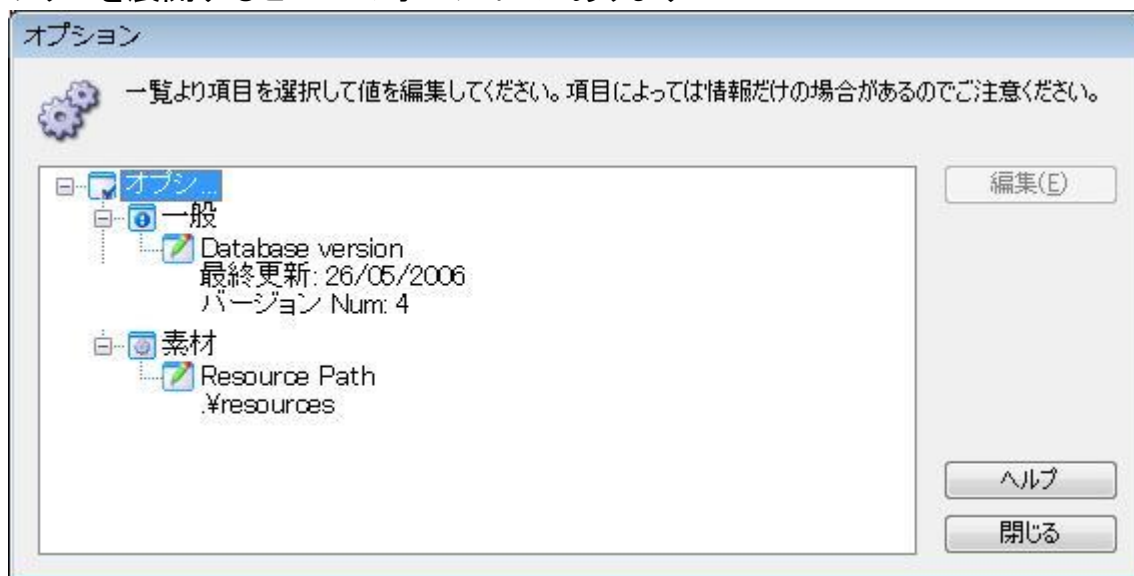 オプション
一覧より項目を選択して値を編集してください。項目によっては情報だけの場合があるのでご注意ください。
オプシ...
編集(E)
一般
Database version
最終更新: 26/05/2006
バージョン Num: 4
素材
Resource Path
.¥resources
ヘルプ
閉じる